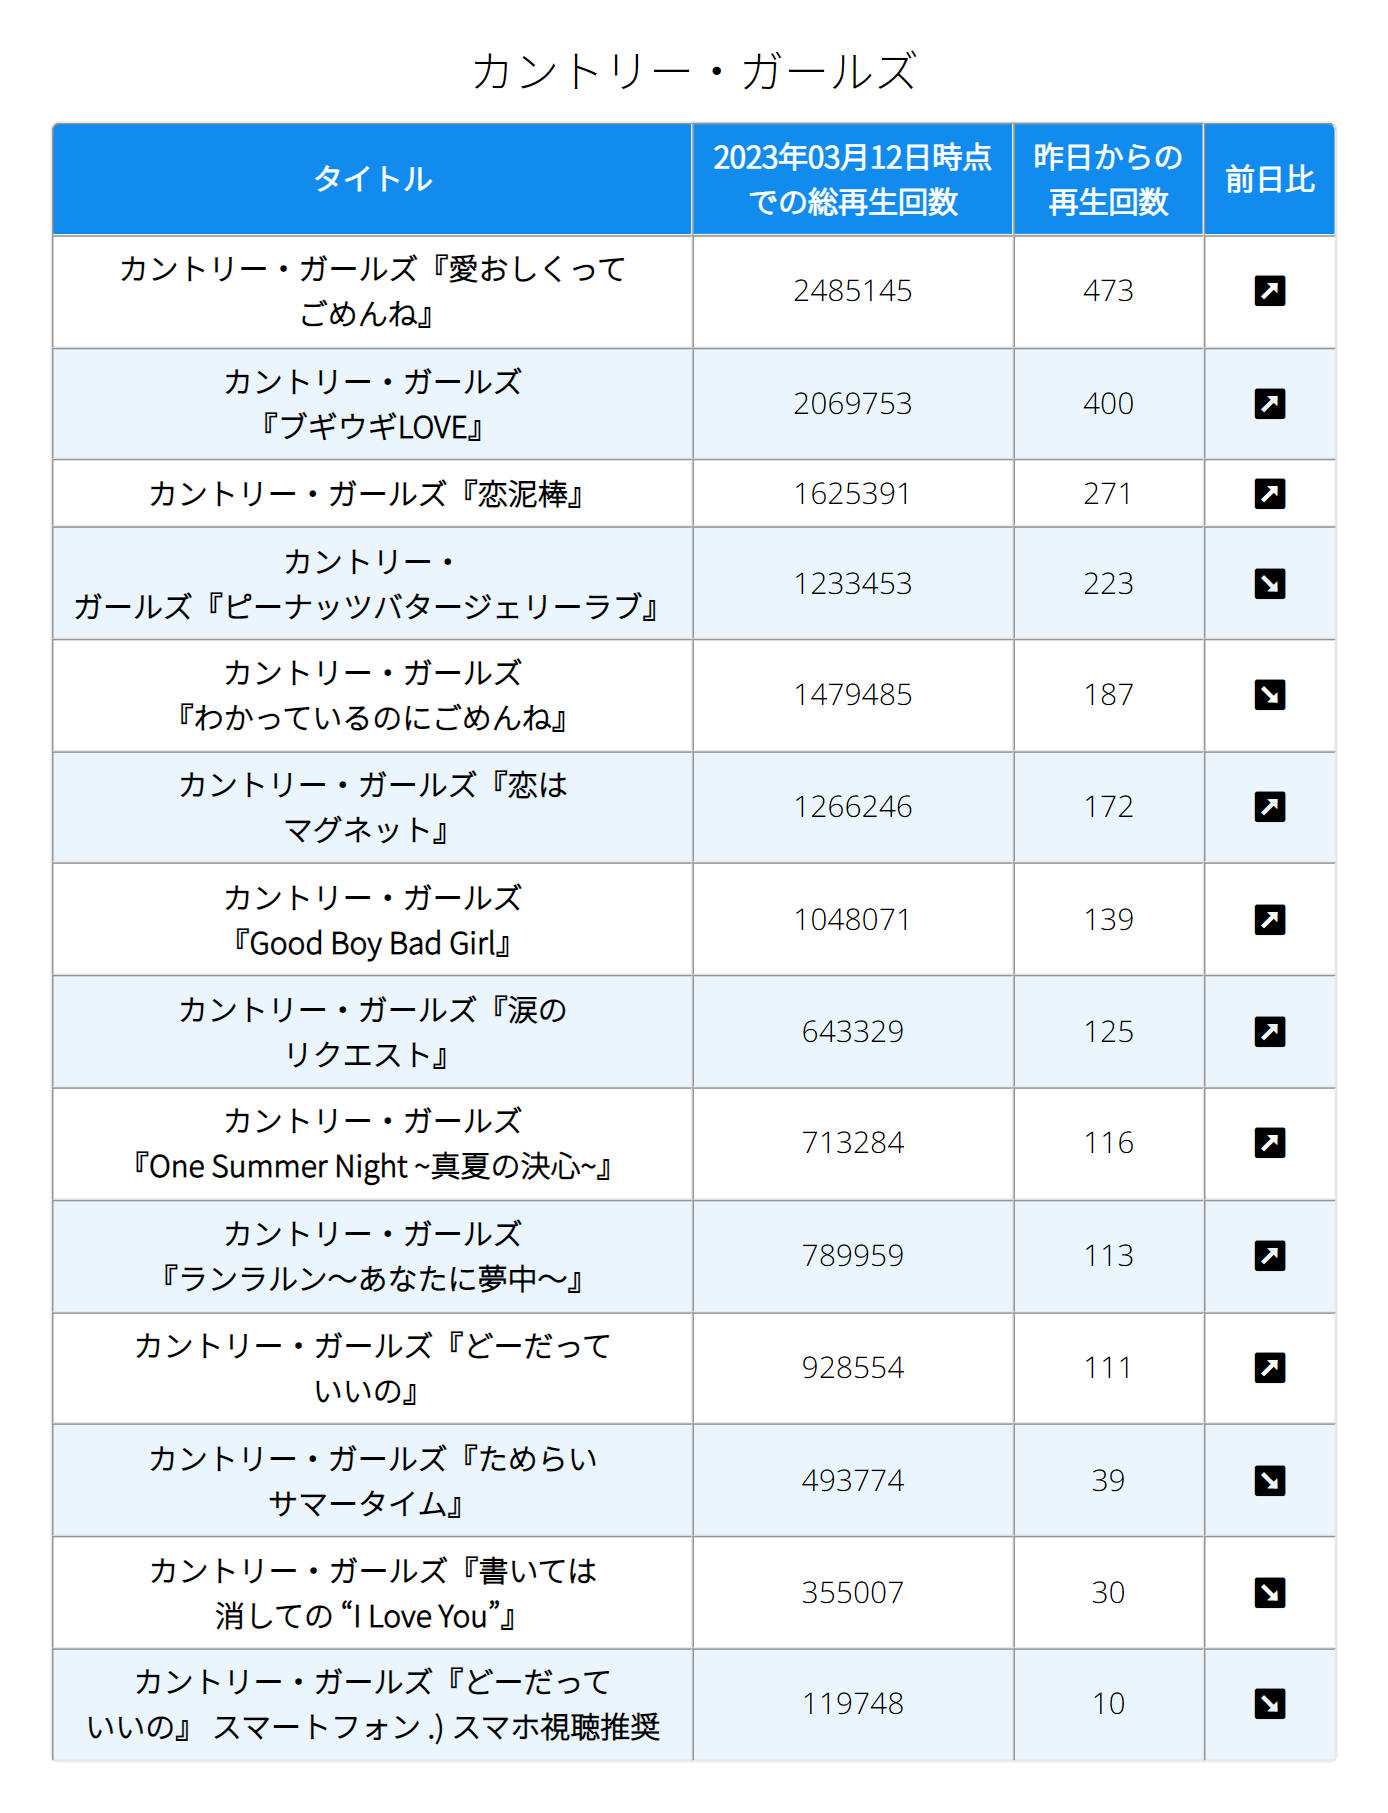 カントリー・ガールズ
タイトル
2023年03月12日時点
での総再生回数
昨日からの
再生回数
前日比
カントリー・ガールズ『愛おしくって
ごめんね』
2485145
473
カントリー・ガールズ
『ブギウギLOVE』
2069753
400
カントリー・ガールズ『恋泥棒』
1625391
271
カントリー・
ガールズ『ピーナッツバタージェリーラブ』
1233453
223
カントリー・ガールズ
『わかっているのにごめんね』
1479485
187
カントリー・ガールズ『恋は
マグネット』
1266246
172
カントリー・ガールズ
『Good Boy Bad Girl』
1048071
139
カントリー・ガールズ『涙の
リクエスト』
643329
125
カントリー・ガールズ
『One Summer Night ~真夏の決心~』
713284
116
カントリー・ガールズ
『ランラルン～あなたに夢中～』
789959
113
カントリー・ガールズ『どーだって
いいの』
928554
111
カントリー・ガールズ『ためらい
サマータイム』
493774
39
カントリー・ガールズ『書いては
消しての “I Love You”』
355007
30
カントリー・ガールズ『どーだって
いいの』 スマートフォン .) スマホ視聴推奨
119748
10